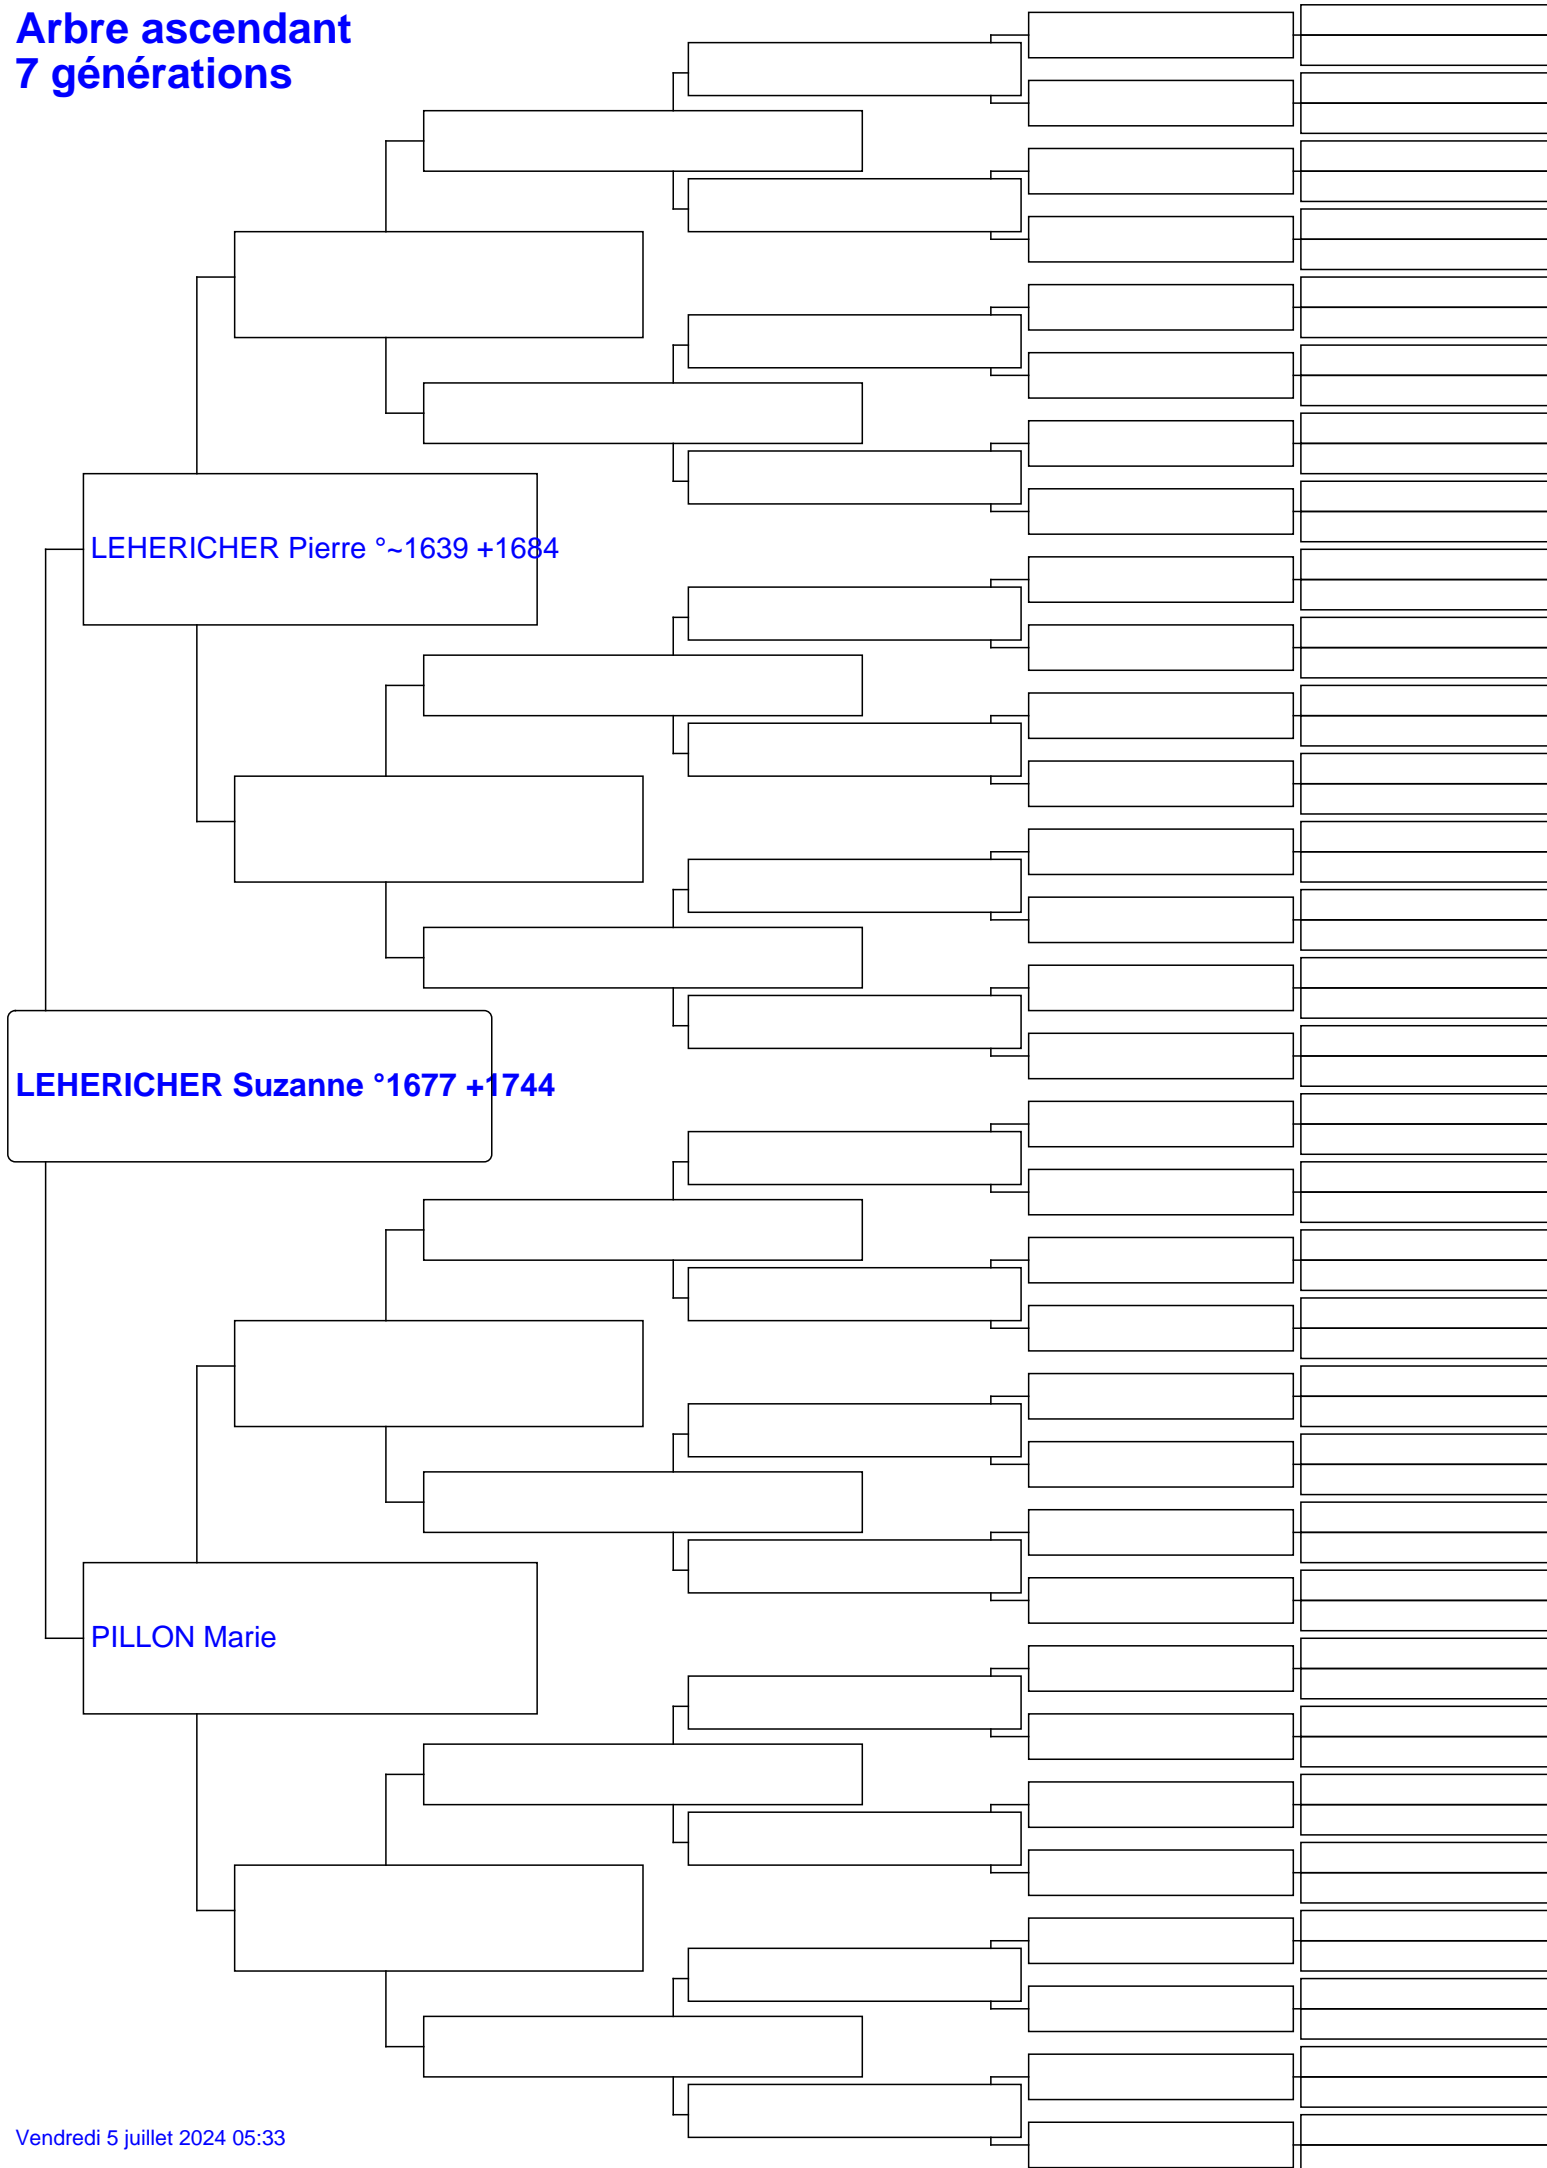 Arbre ascendant
7 générations
LEHERICHER Pierre °~1639 +1684
LEHERICHER Suzanne °1677 +1744
PILLON Marie
Vendredi 5 juillet 2024 05:33